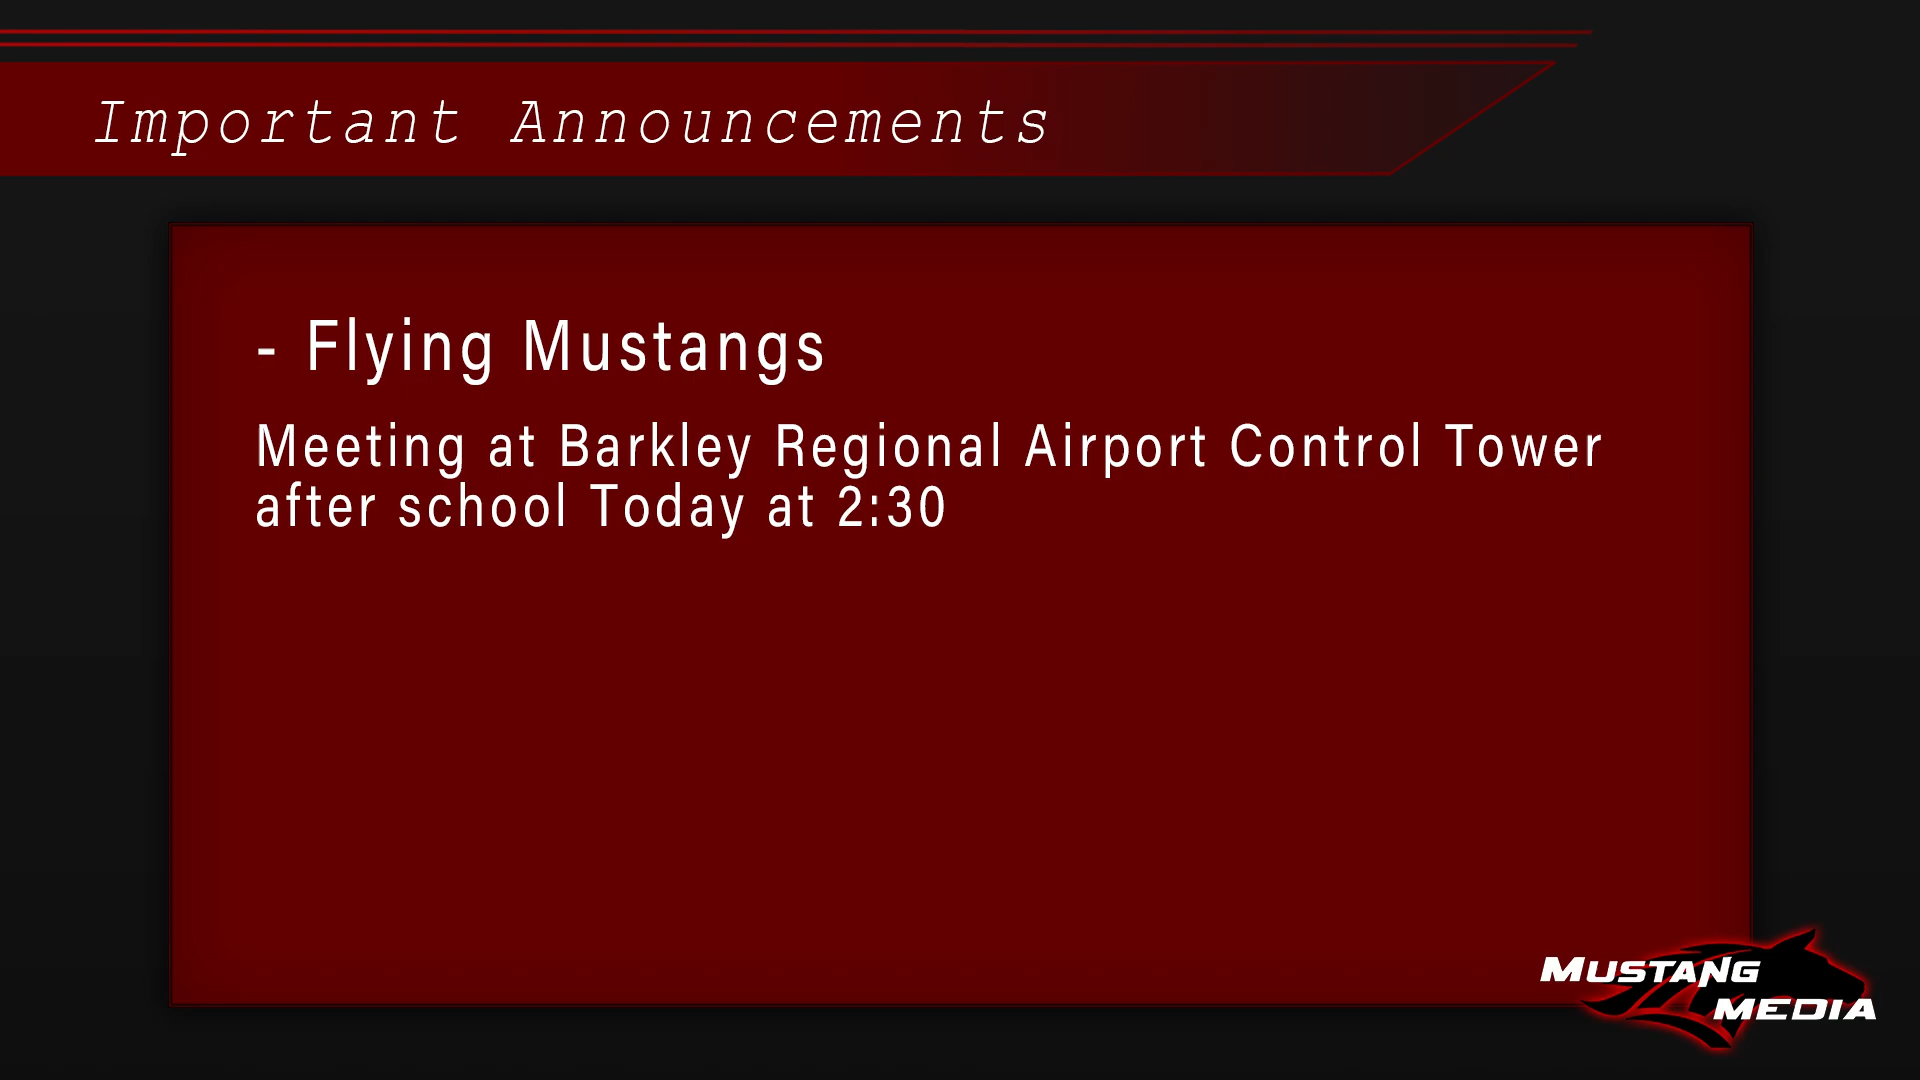 Important Announcements
- Flying Mustangs
Meeting at Barkley Regional Airport Control Tower
after school Today at 2:30
MUSTANG
MEDIA